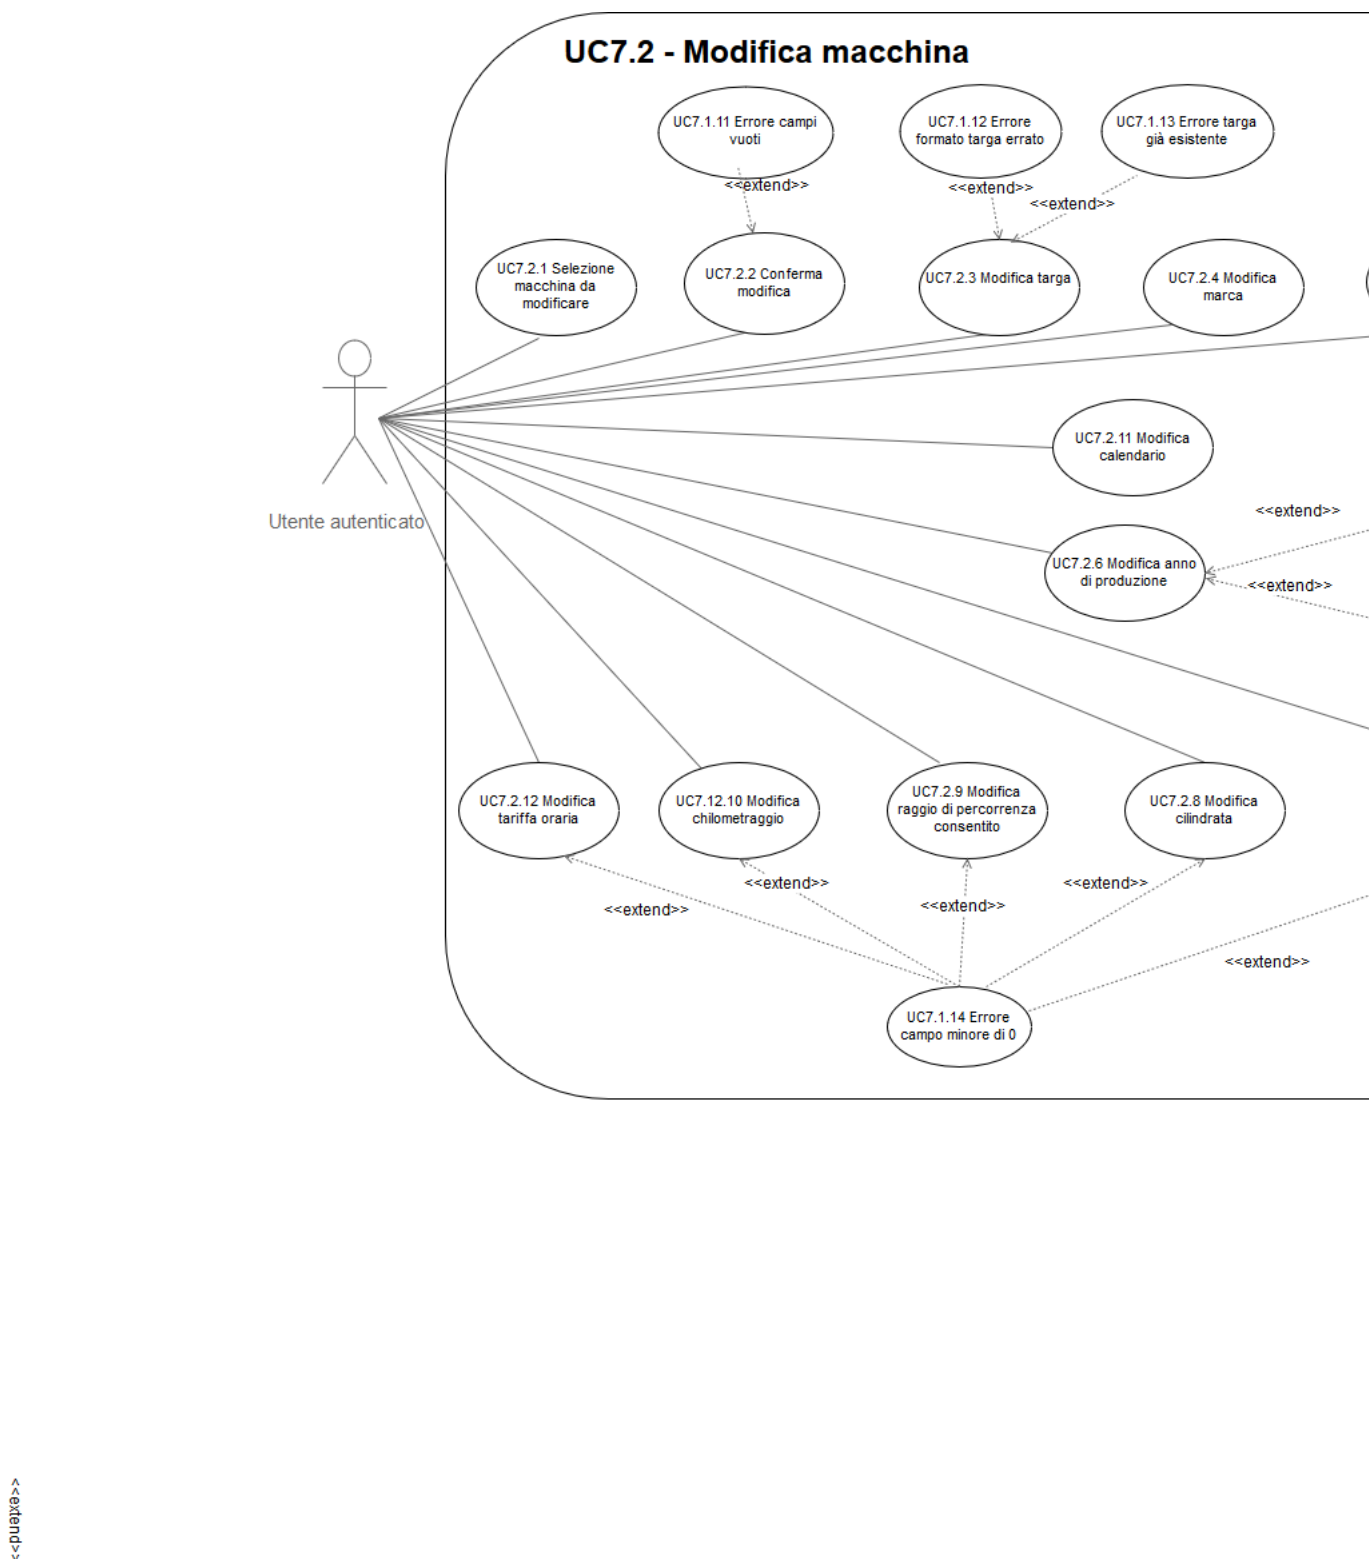 UC7.2 - Modifica macchina
UC7.1.11 Errore campi
vuoti
UC7.1.12 Errore
formato targa errato
UC7.1.13 Errore targa
già esistente
<<extend>>
<<extend>>
<<extend>>
UC7.2.1 Selezione
macchina da
modificare
UC7.2.2 Conferma
modifica
UC7.2.3 Modifica targa
UC7.2.4 Modifica
marca
Utente autenticato
UC7.2.11 Modifica
calendario
<<extend>>
UC7.2.6 Modifica anno
di produzione
<<extend>>
UC7.2.12 Modifica
tariffa oraria
UC7.12.10 Modifica
chilometraggio
UC7.2.9 Modifica
raggio di percorrenza
consentito
UC7.2.8 Modifica
cilindrata
<<extend>>
<<extend>>
<<extend>>
<<extend>>
<<extend>>
UC7.1.14 Errore
campo minore di 0
<<extend>>